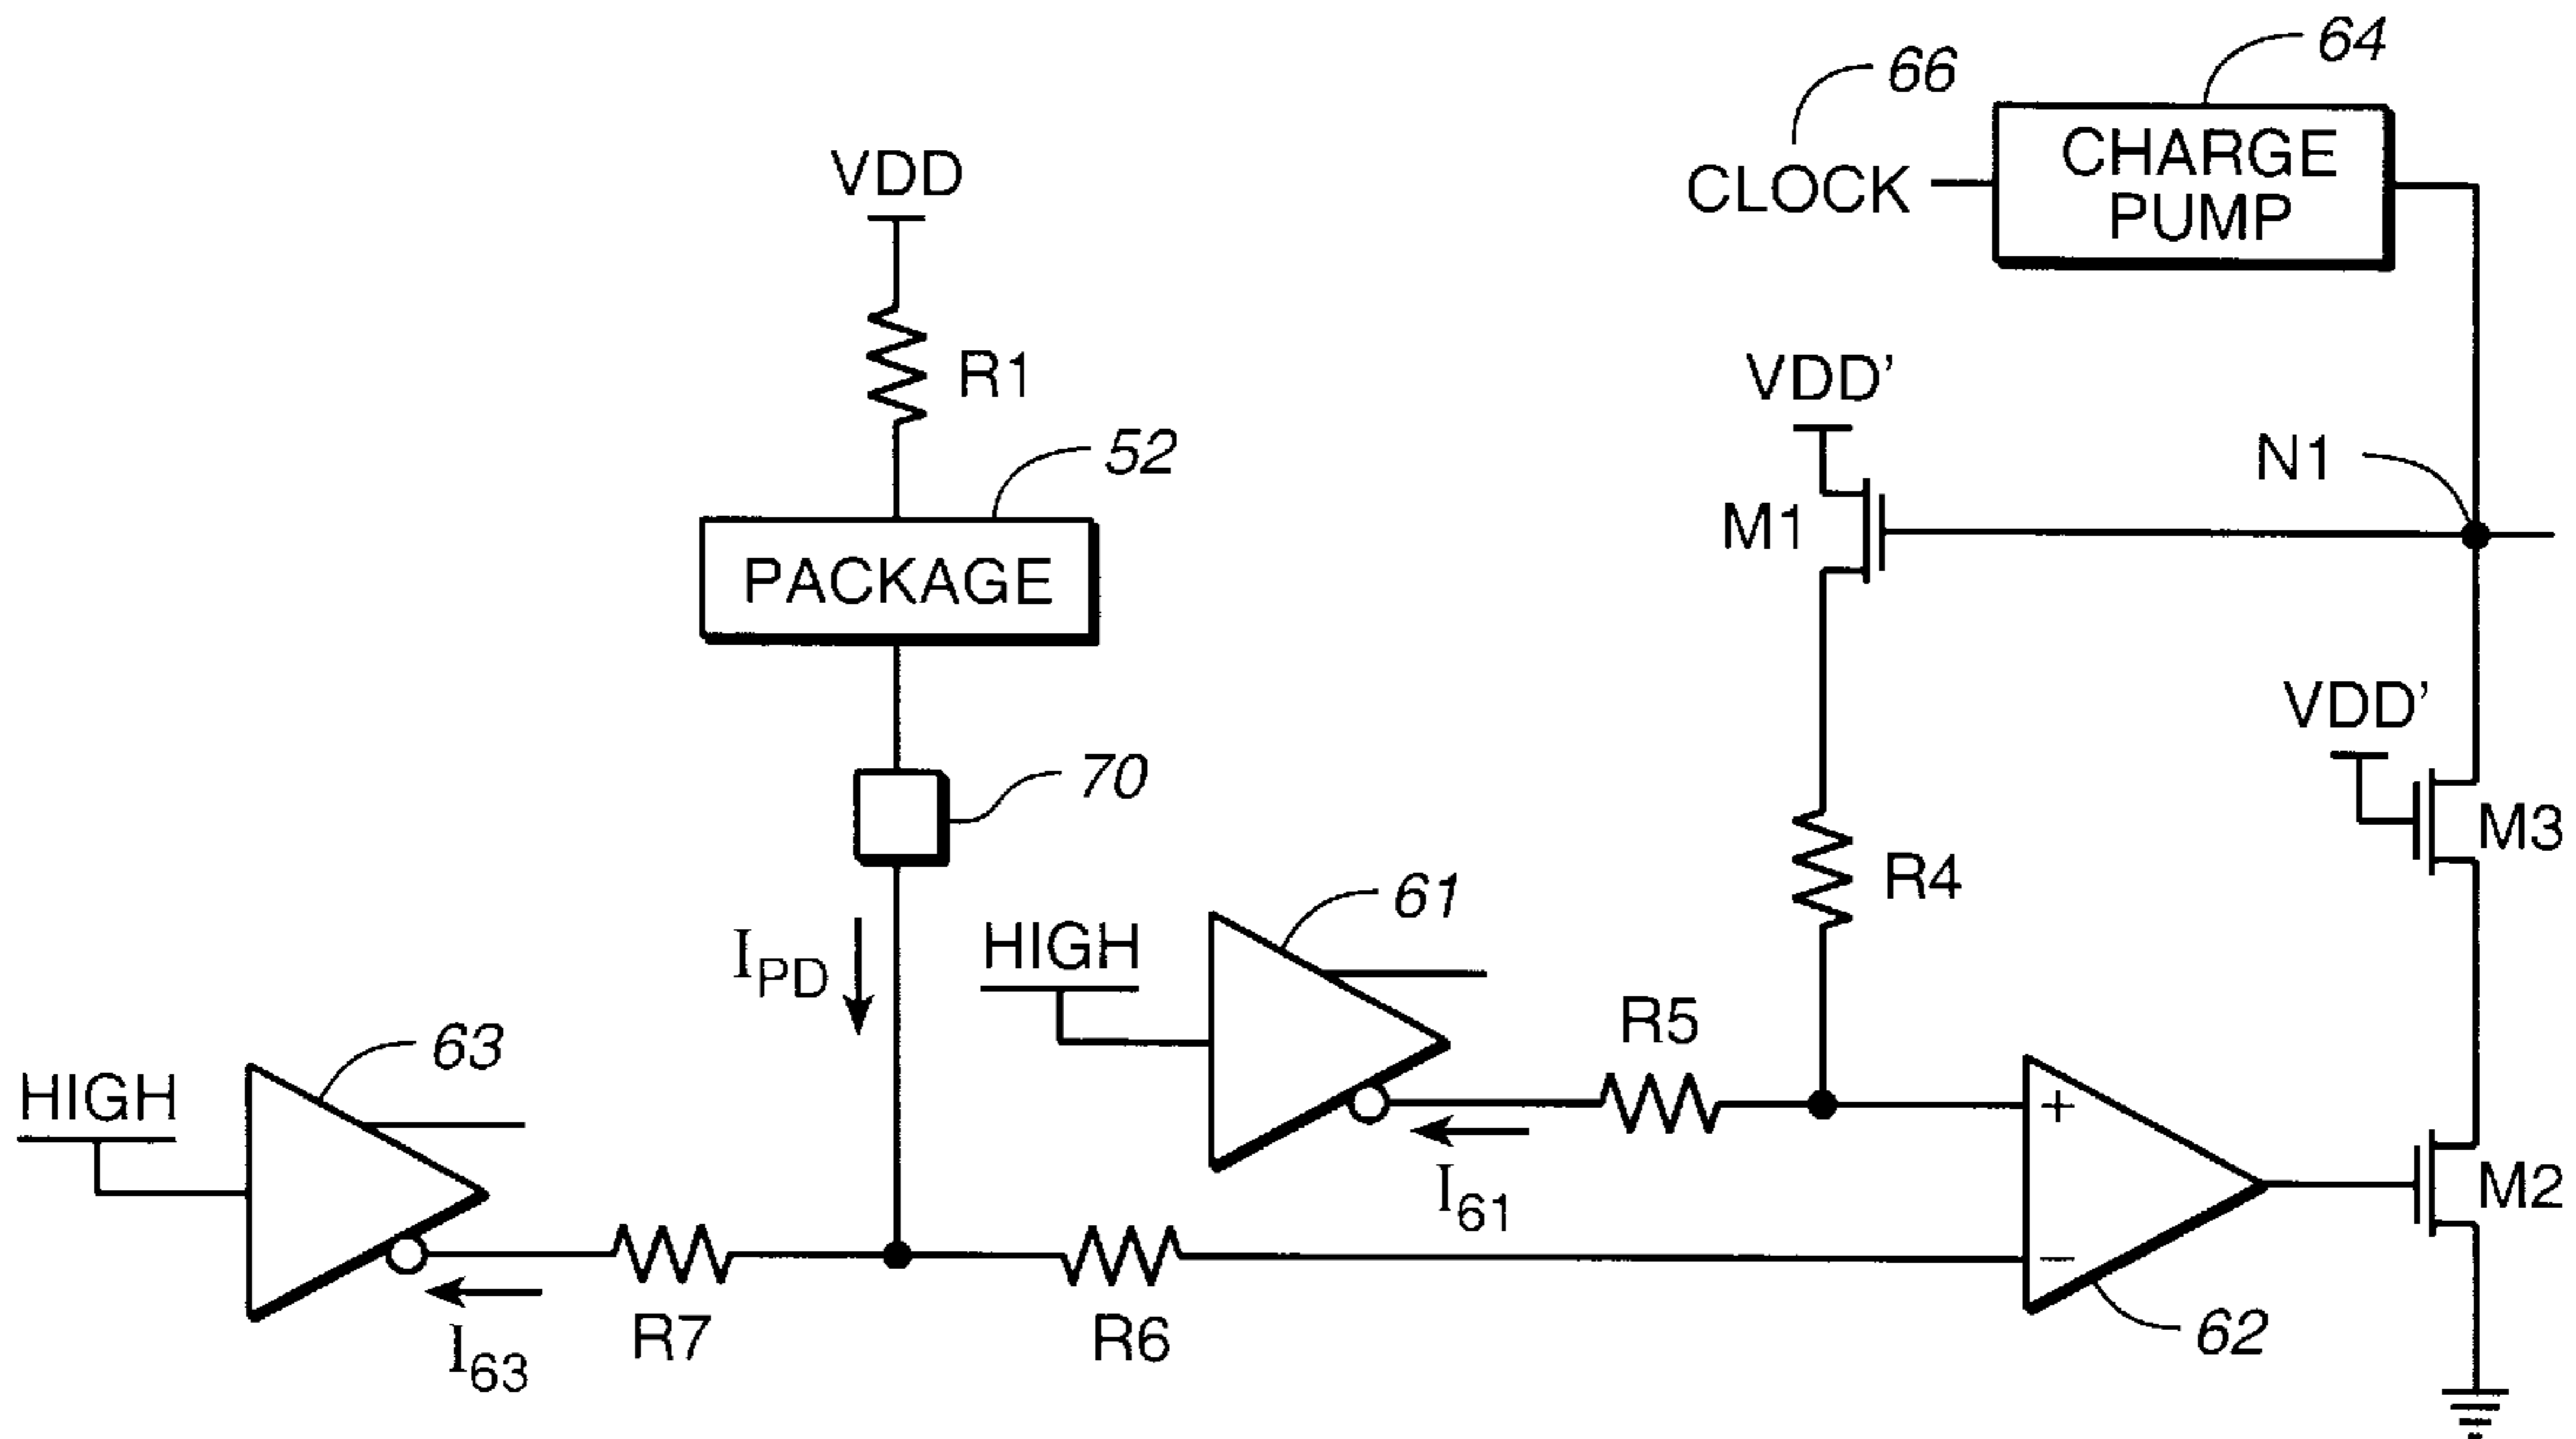 64
66
CHARGE
PUMP
CLOCK
VDD
R1
VDD'
N1
M1
52
PACKAGE
VDD'
70
M3
R4
61
HIGH
IPD
R5
63
HIGH
+
M2
I61
−
R7
R6
62
I63